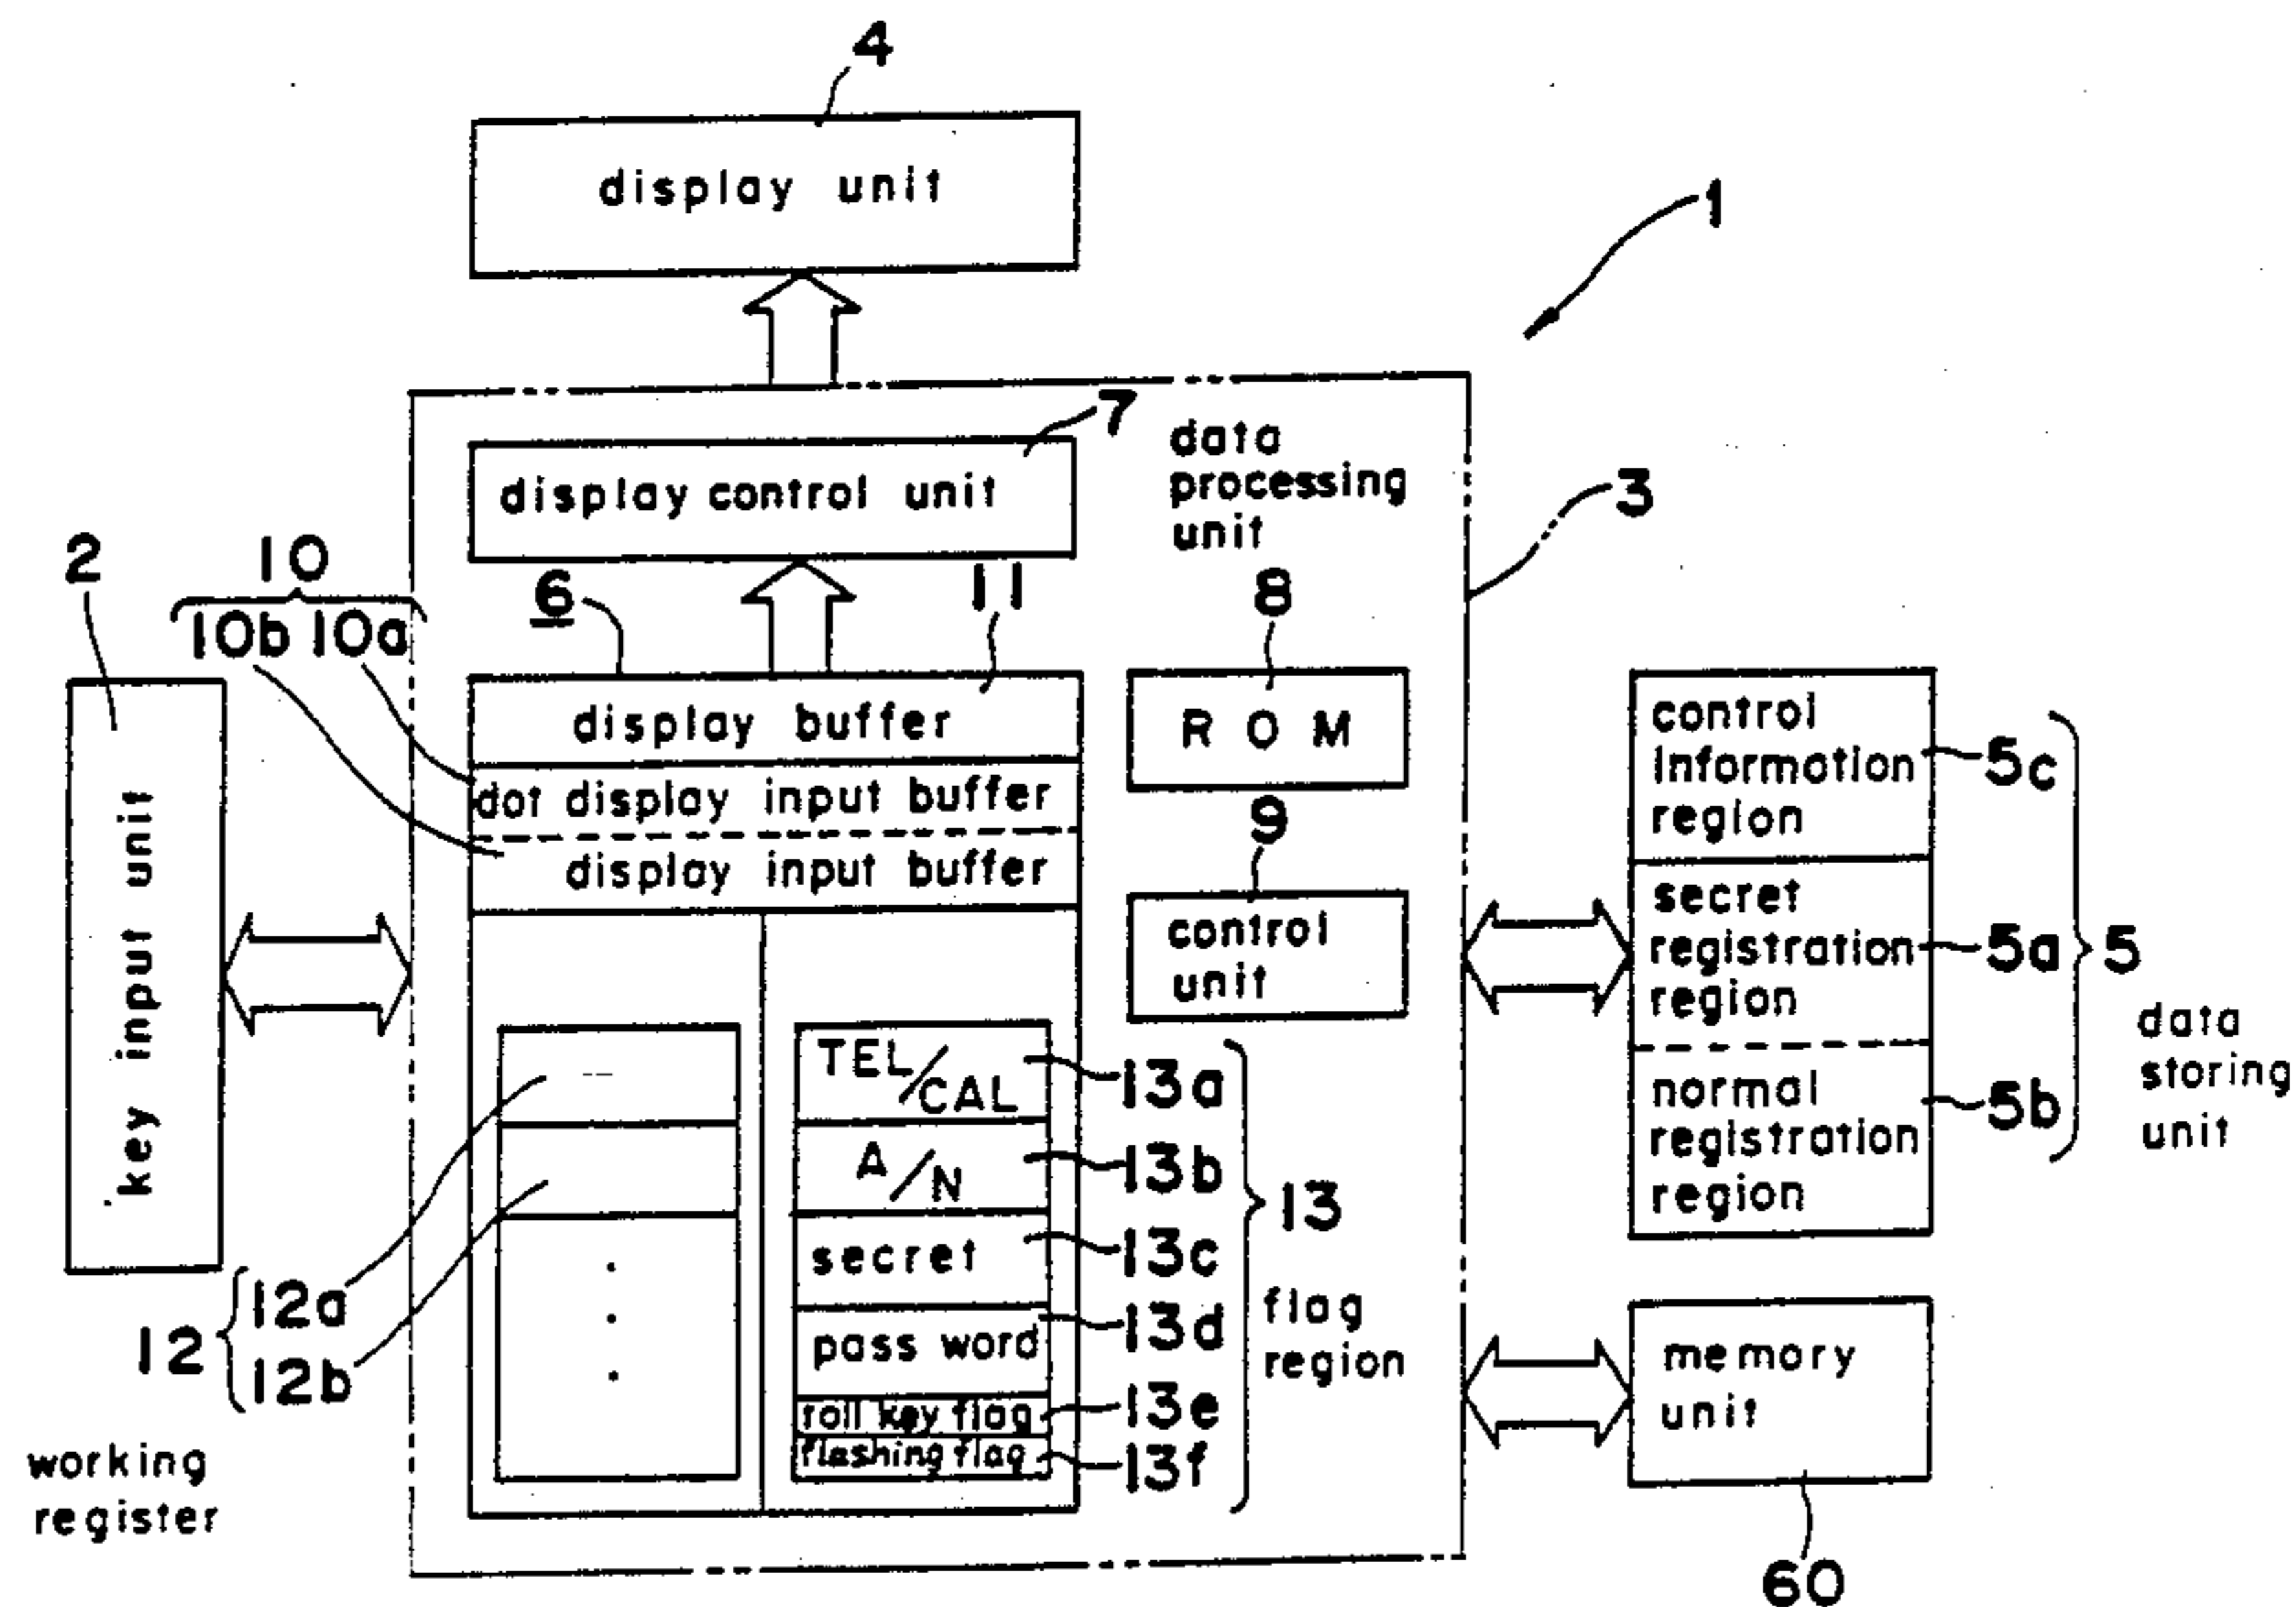 4
display unit
1
7
display control unit
data
processing
unit
3
2
10
10b 10a
6
11
8
display buffer
R O M
dot display input buffer
9
display input buffer
control
unit
key input unit
control
Information
region
5c
secret
registration
region
5a
5
normal
registration
region
5b
data
storing
unit
TEL/CAL
13a
A/N
13b
secret
13c
pass word
13d
roll key flag
13e
flashing flag
13f
13
flag
region
12
12a
12b
working
register
memory
unit
60